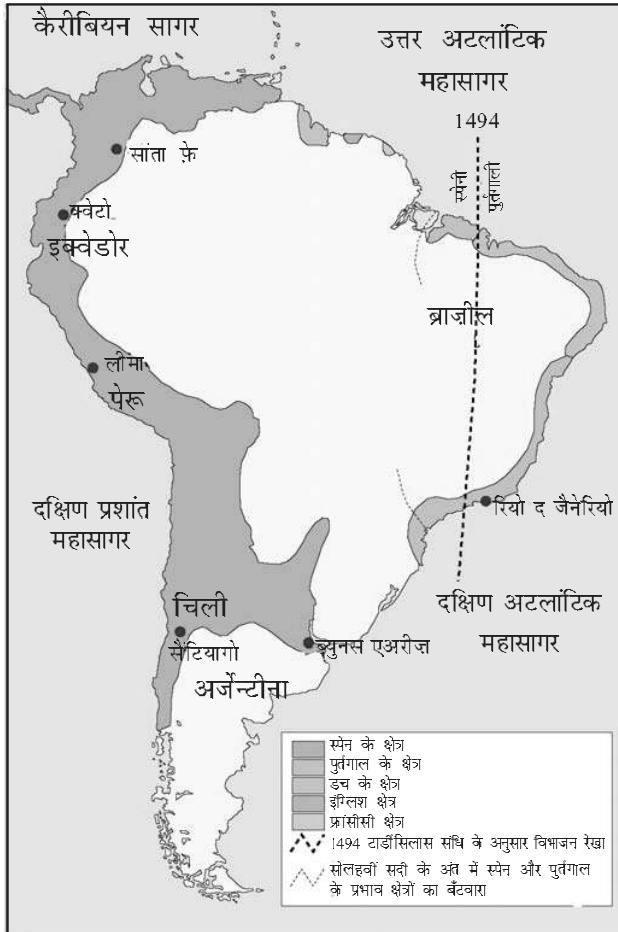 कैरीबियन सागर
उत्तर अटलांटिक
महासागर
1494
स्पेनी
पुर्तगाली
सांता फ़े
क्वेटो
इक्वेडोर
ब्राज़ील
लीमा
पेरू
रियो द जैनेरियो
दक्षिण प्रशांत
महासागर
दक्षिण अटलांटिक
महासागर
चिली
सैंटियागो
ब्युनस एअरीज़
अर्जेन्टीना
स्पेन के क्षेत्र
पुर्तगाल के क्षेत्र
डच के क्षेत्र
इंग्लिश क्षेत्र
फ्रांसीसी क्षेत्र
1494 टार्डीसिलास संधि के अनुसार विभाजन रेखा
सोलहवीं सदी के अंत में स्पेन और पुर्तगाल
के प्रभाव क्षेत्रों का बँटवारा